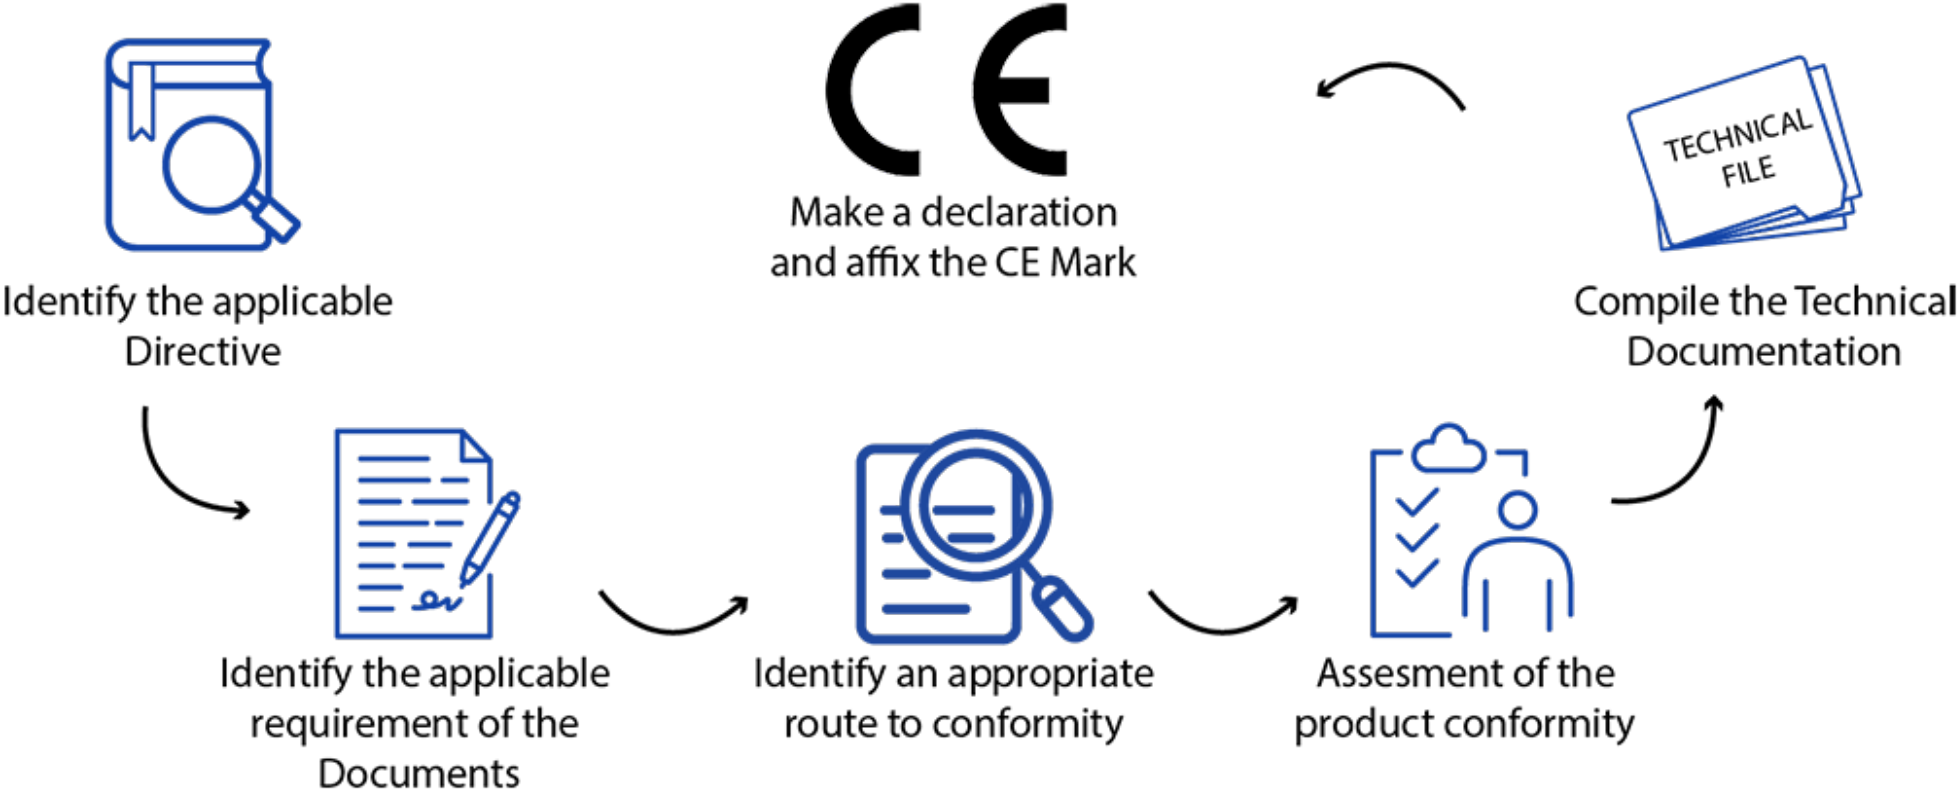 Identify the applicable
Directive
Identify the applicable
requirement of the
Documents
Identify an appropriate
route to conformity
Assesment of the
product conformity
TECHNICAL
FILE
Compile the Technical
Documentation
CE
Make a declaration
and affix the CE Mark